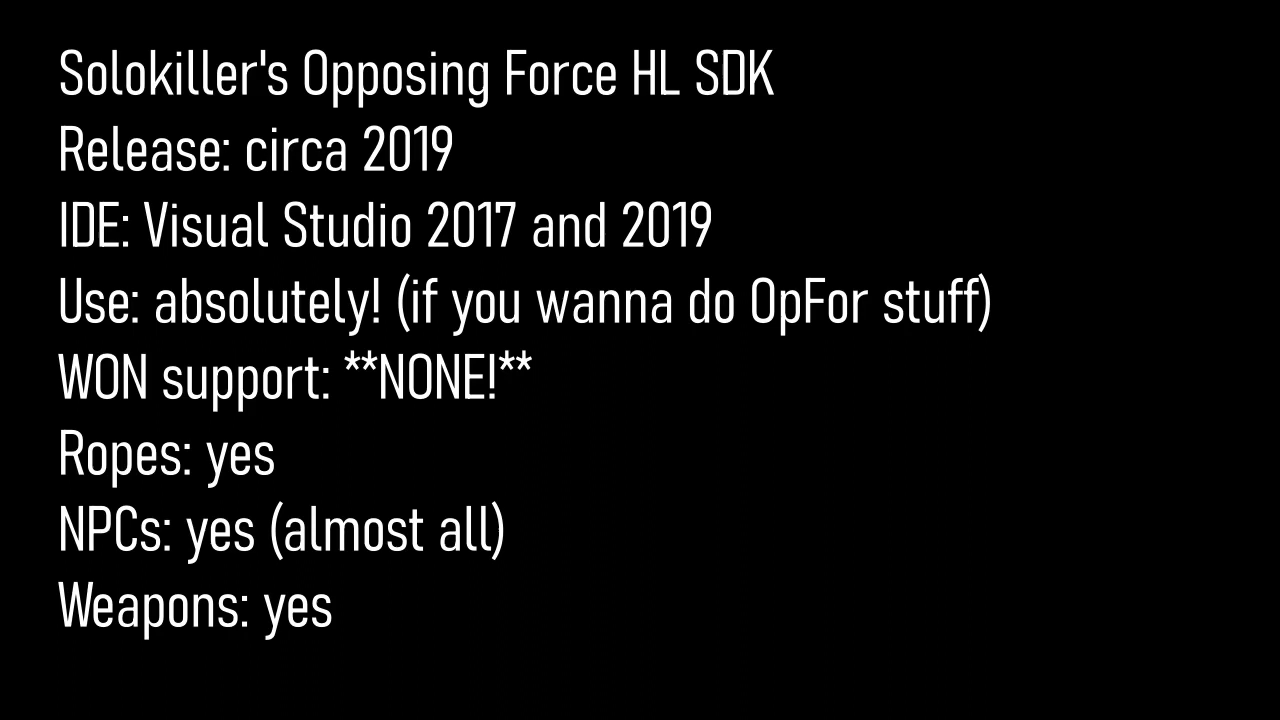 Solokiller's Opposing Force HL SDK
Release: circa 2019
IDE: Visual Studio 2017 and 2019
Use: absolutely! (if you wanna do OpFor stuff)
WON support: **NONE!**
Ropes: yes
NPCs: yes (almost all)
Weapons: yes